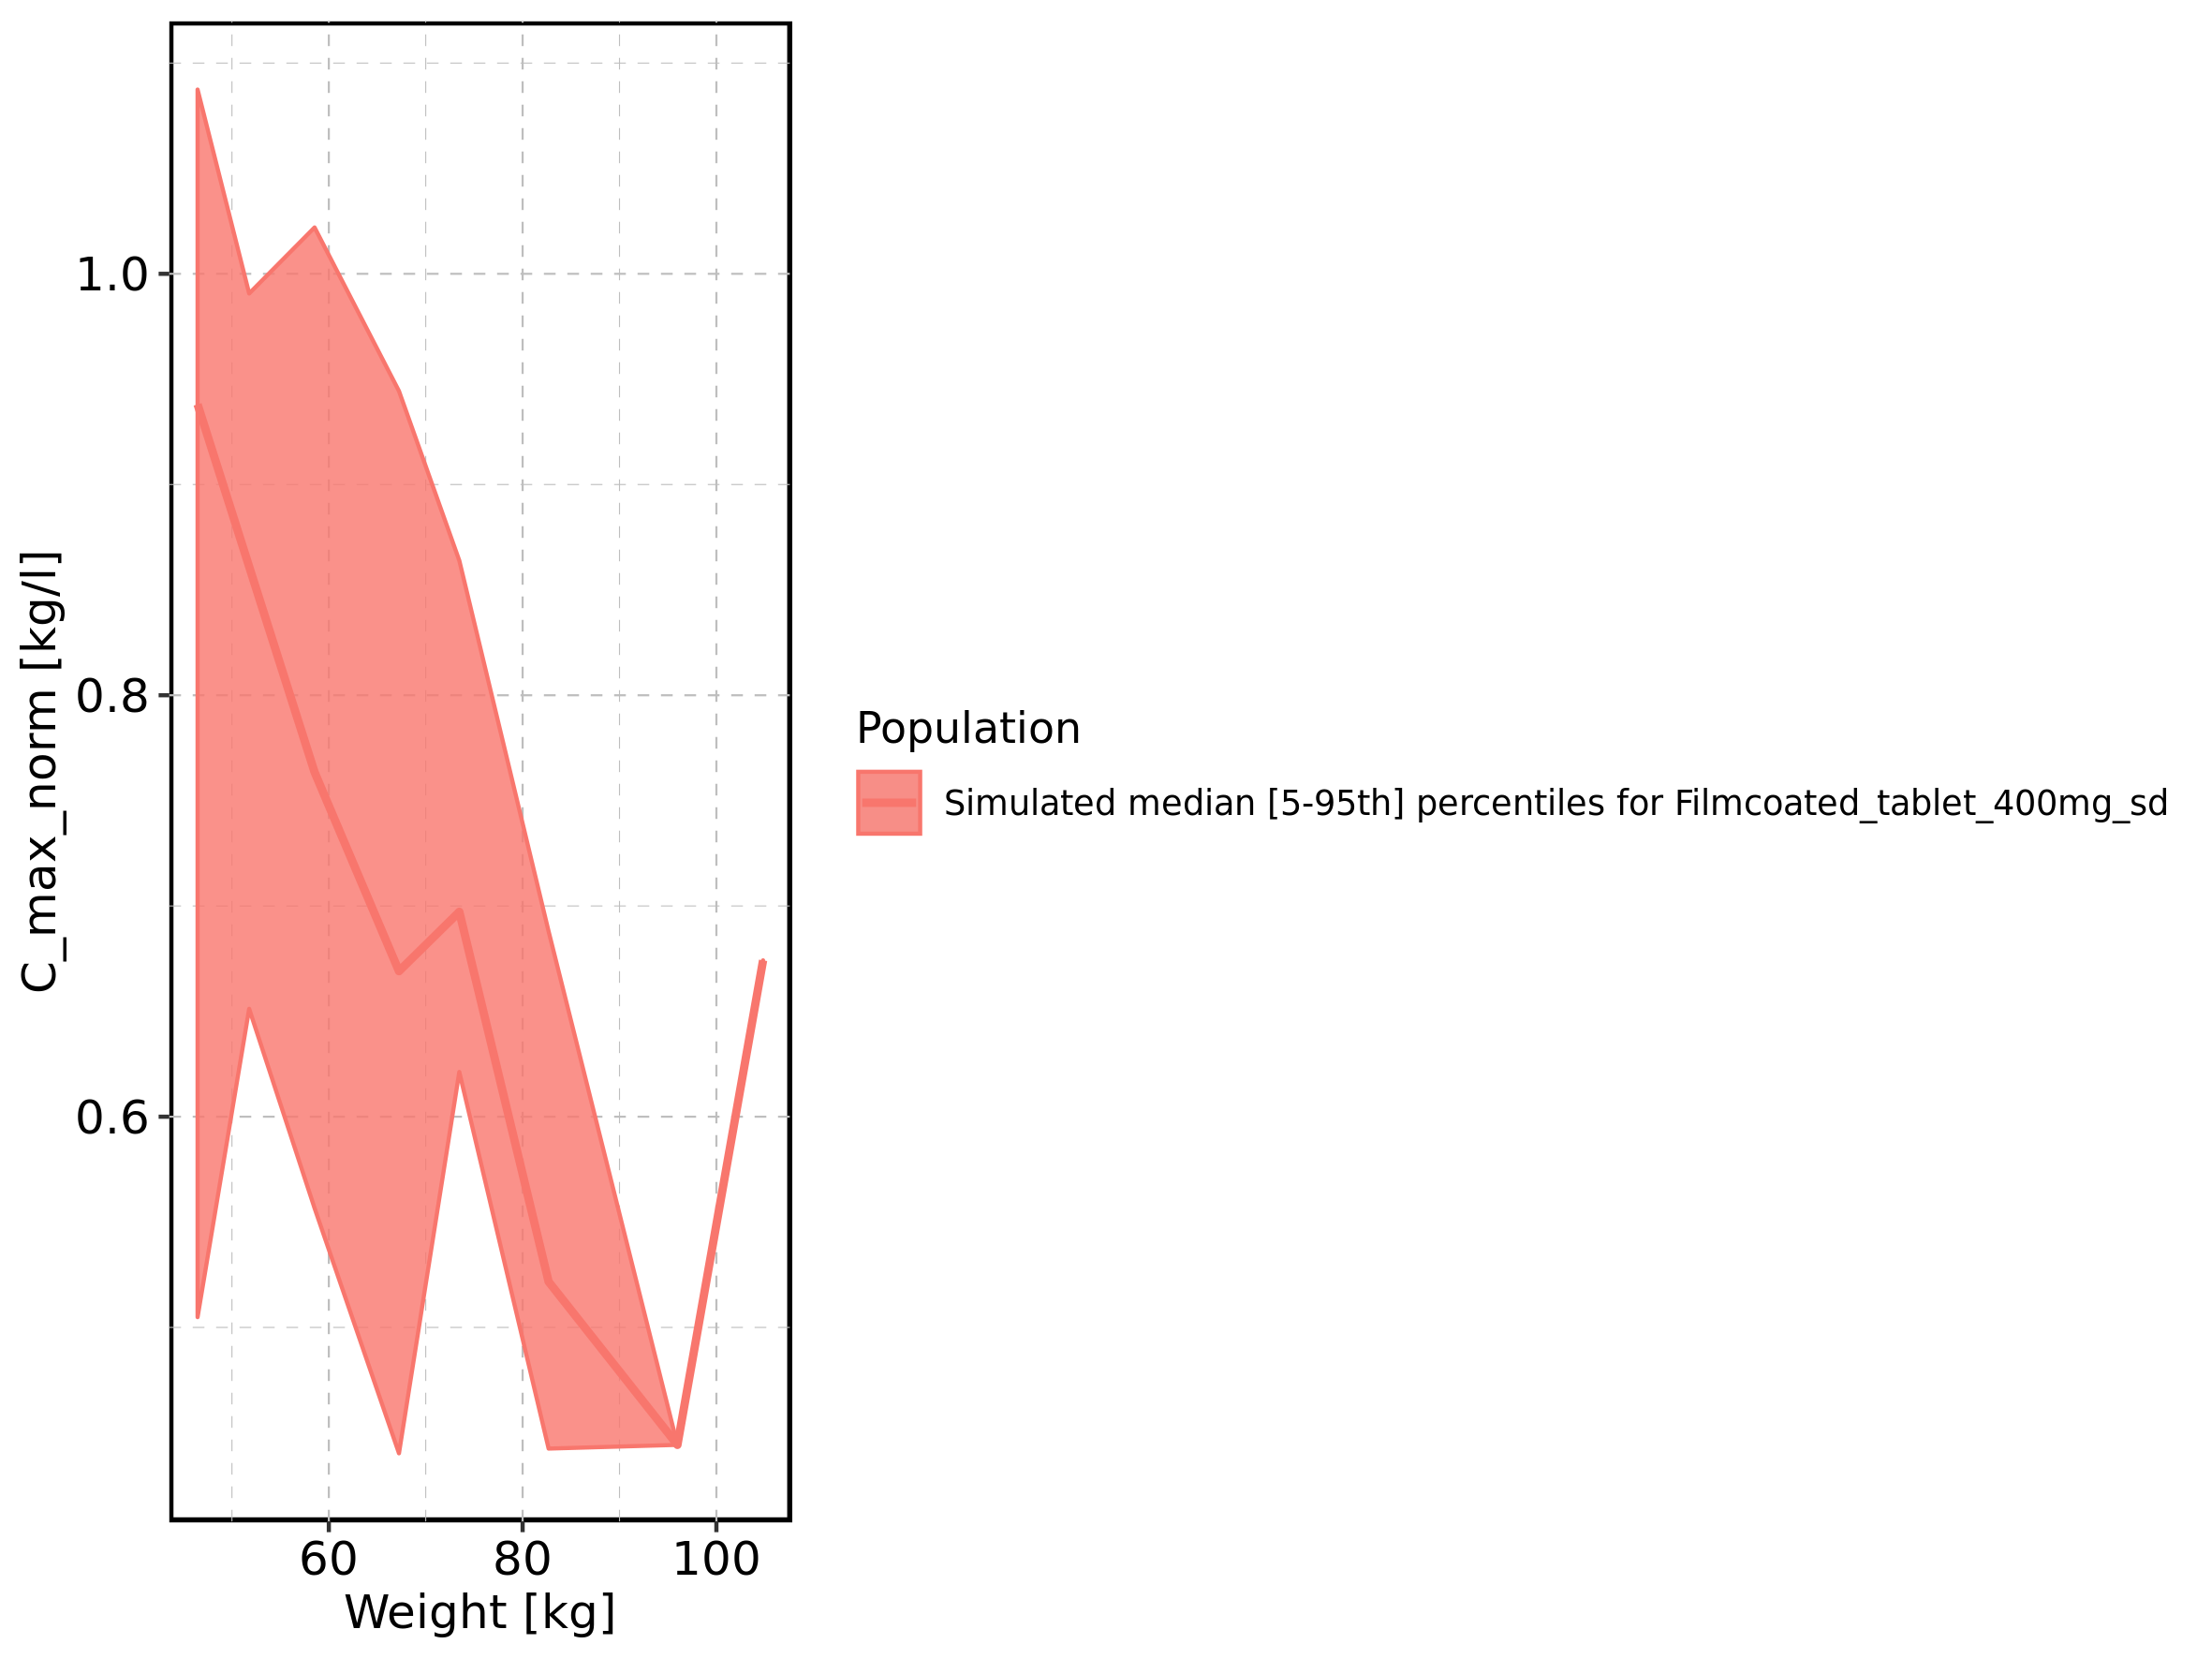 C_max_norm [kg/l]
1.0
0.8
0.6
60 80 100
Weight [kg]
Population
Simulated median [5-95th] percentiles for Filmcoated_tablet_400mg_sd